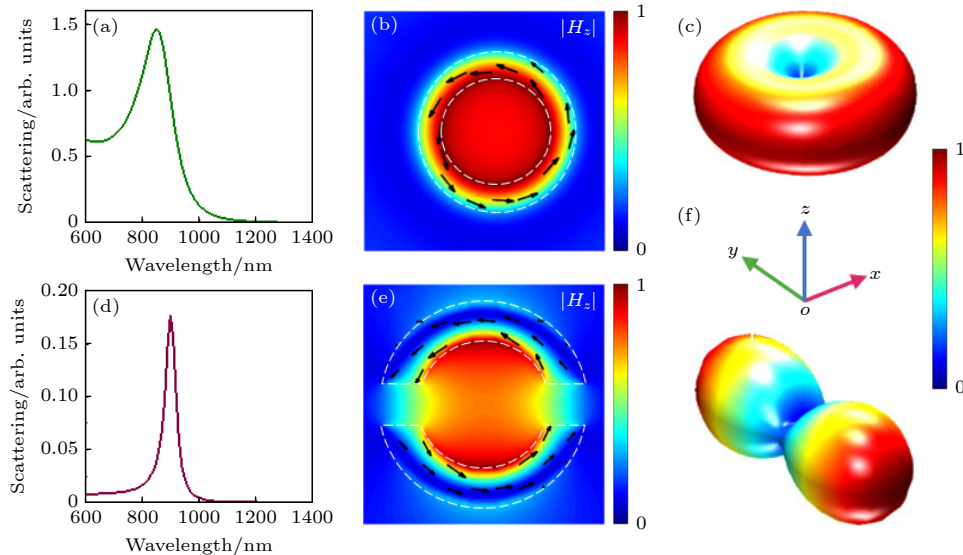 (a)
Scattering/arb. units
1.5
1.0
0.5
0
600 800 1000 1200 1400
Wavelength/nm
(b)
|Hz|
1
0
(c)
(d)
Scattering/arb. units
0.20
0.15
0.10
0.05
0
600 800 1000 1200 1400
Wavelength/nm
(e)
|Hz|
1
0
(f)
z
y
x
o
1
0